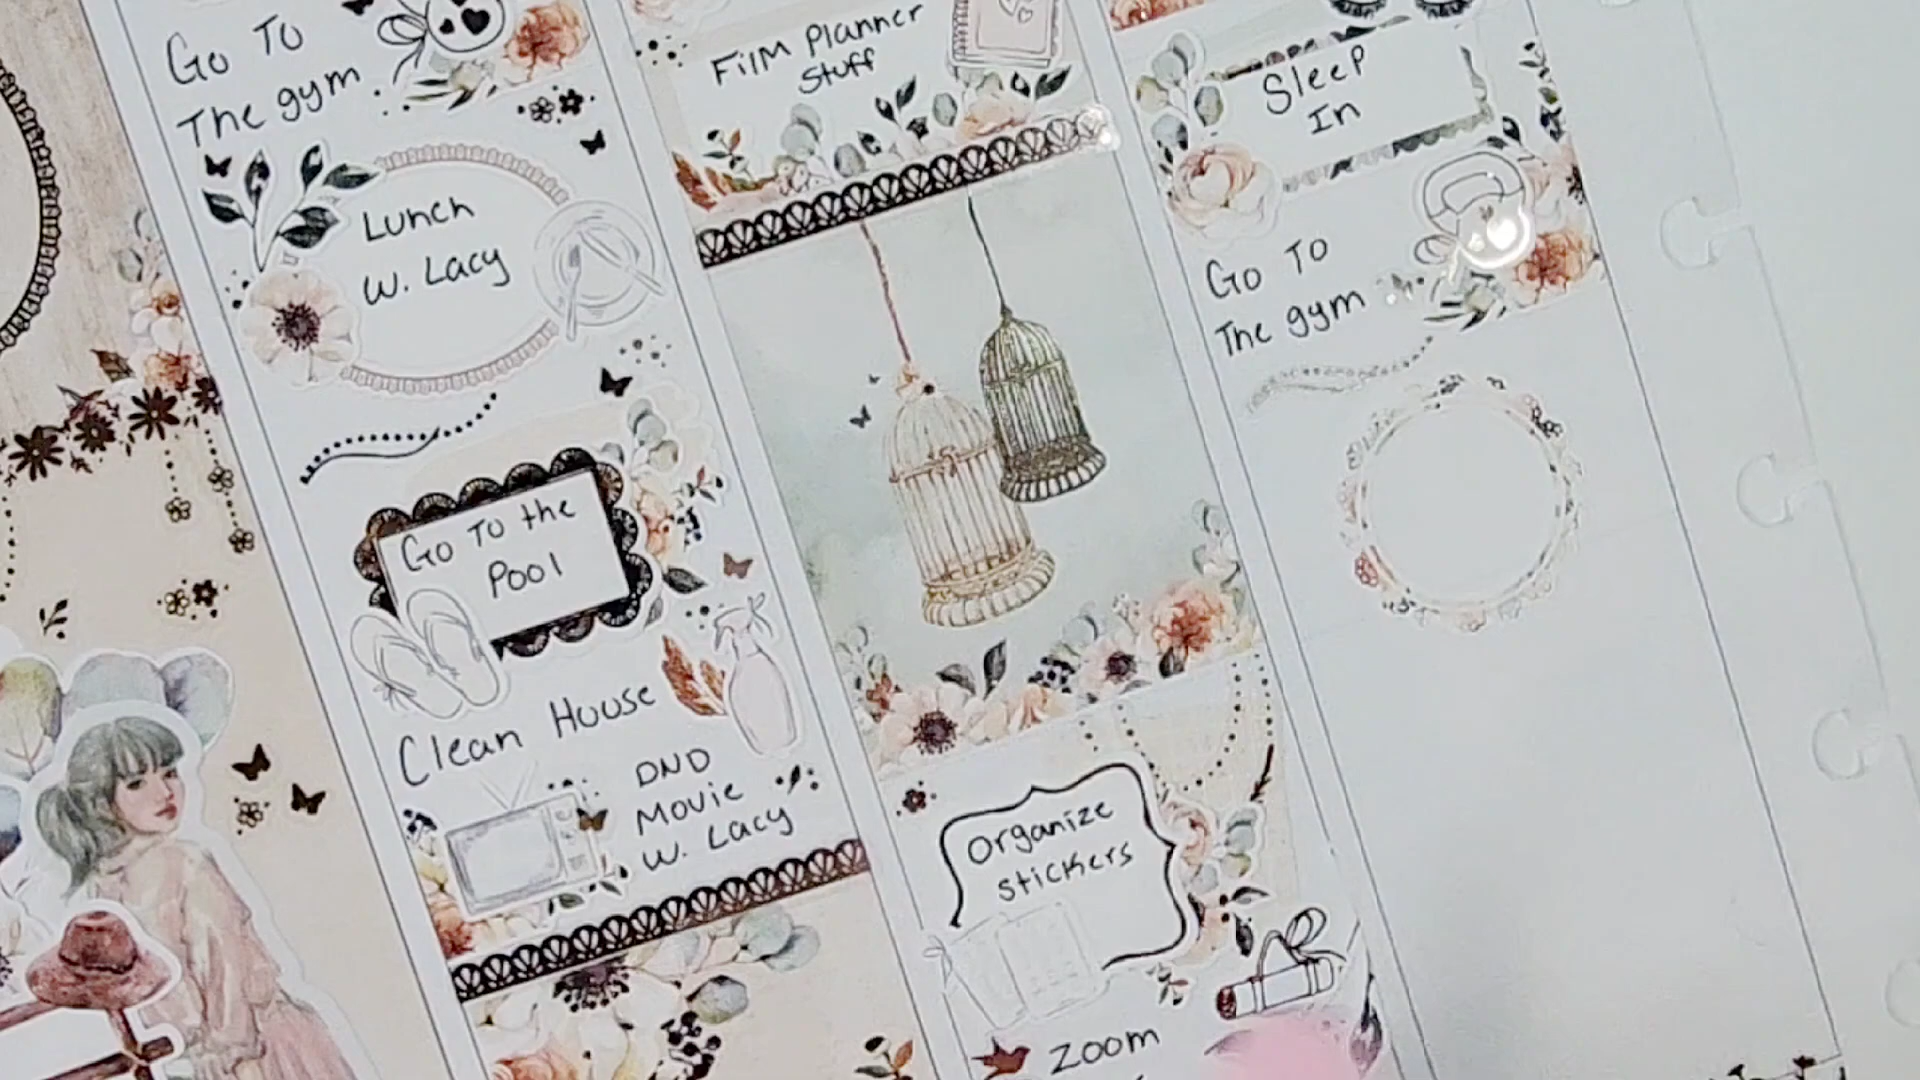 Go To
The gym
Lunch
W. Lacy
Go To the
Pool
Clean House
DND
Movie
W. Lacy
Film Planner
Stuff
Organize
stickers
Zoom
Sleep
In
Go To
The gym